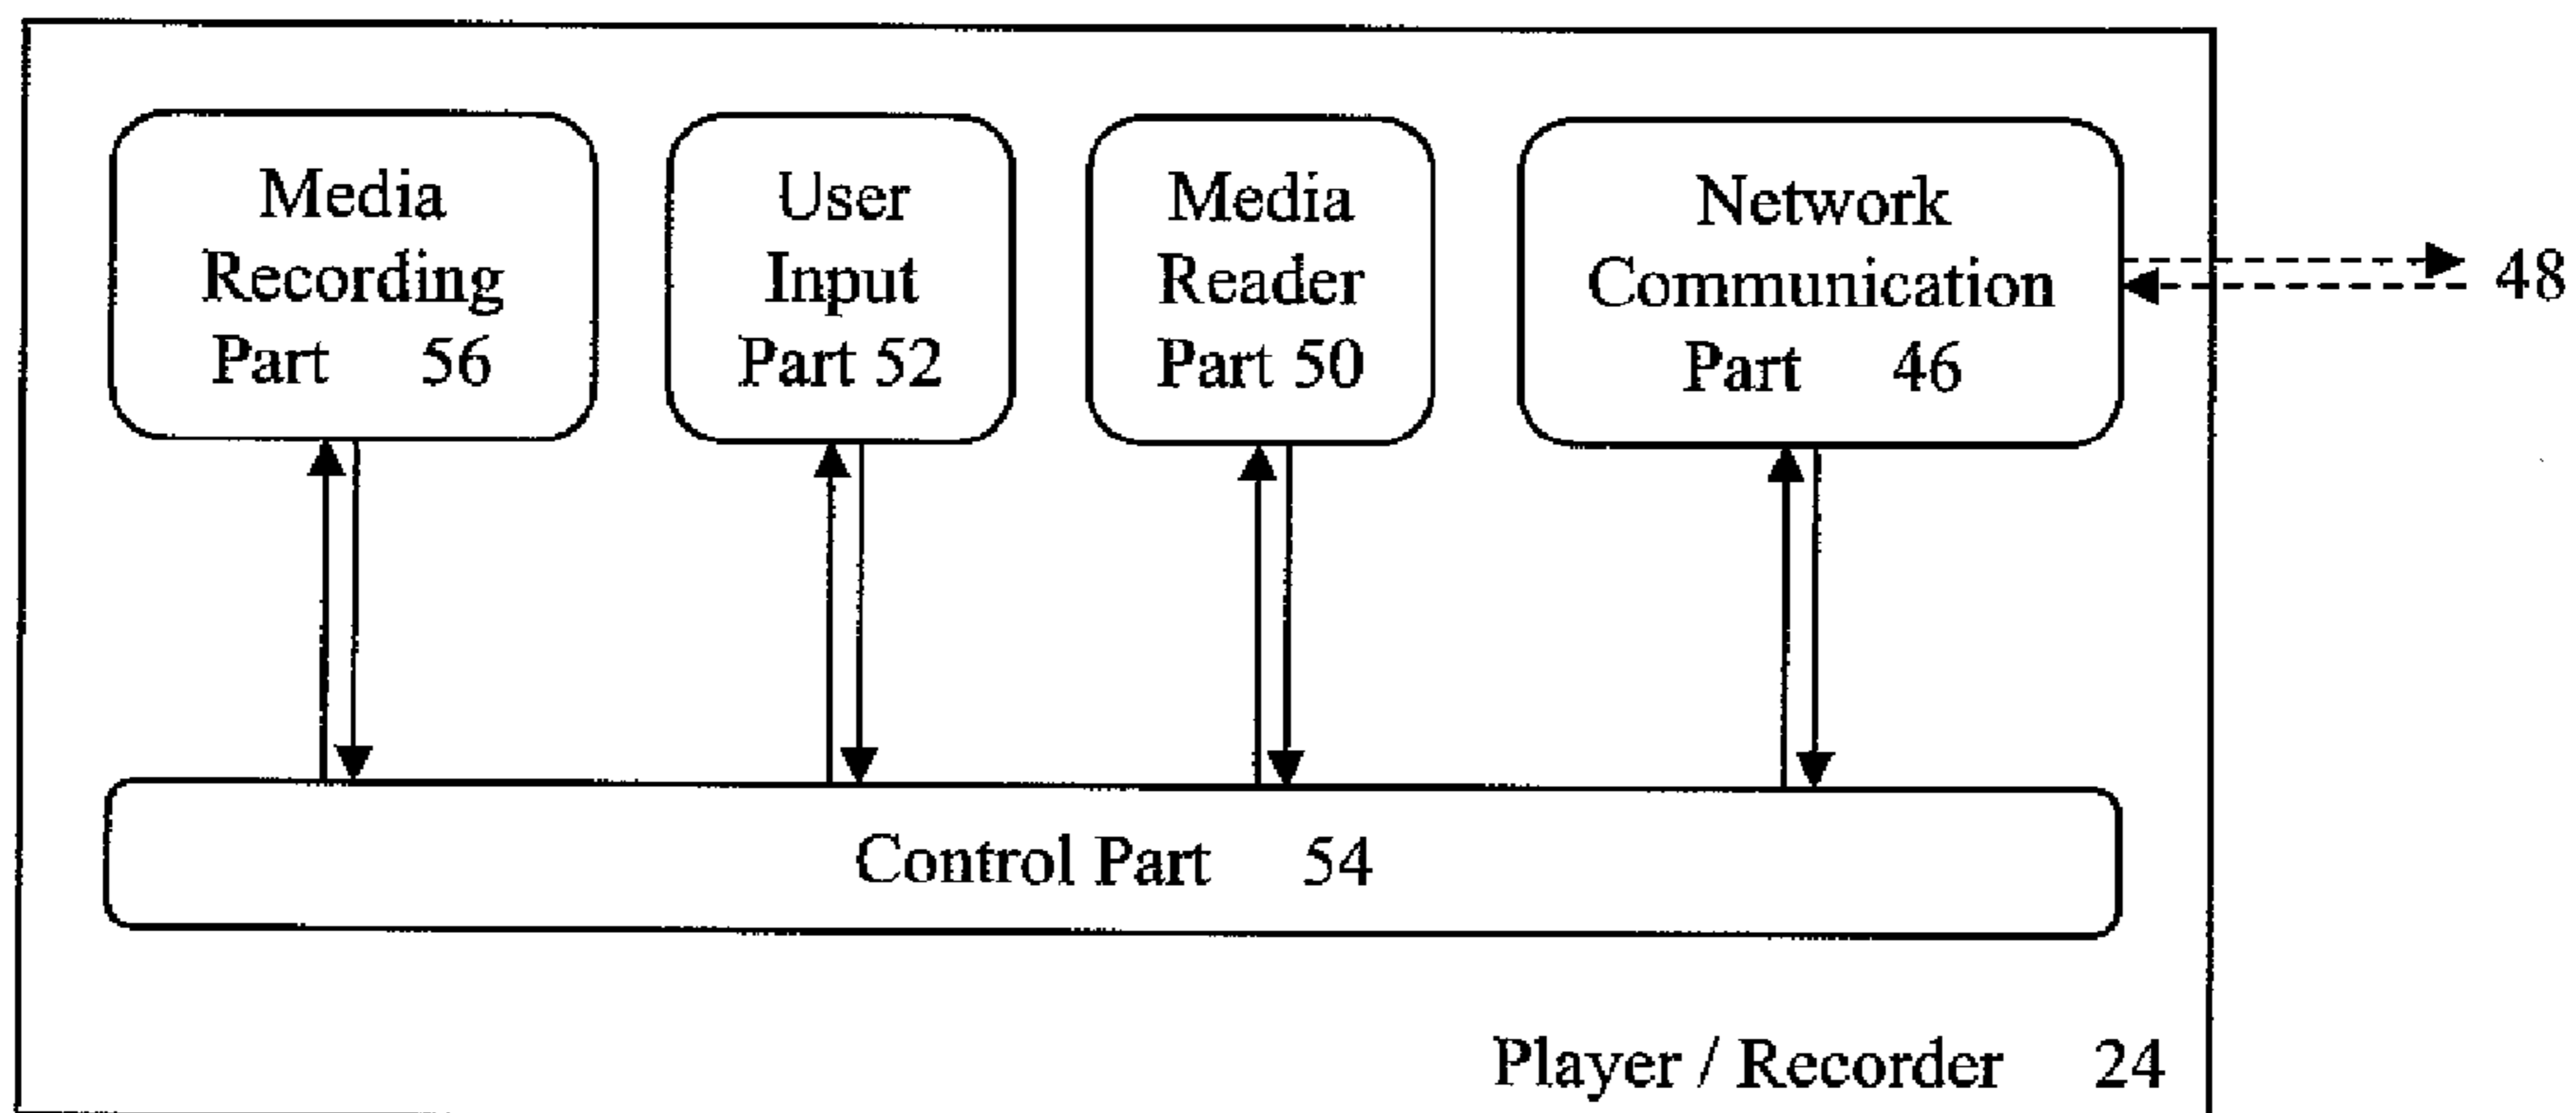 Media
Recording
Part 56
User
Input
Part 52
Media
Reader
Part 50
Network
Communication
Part 46
48
Control Part 54
Player / Recorder 24